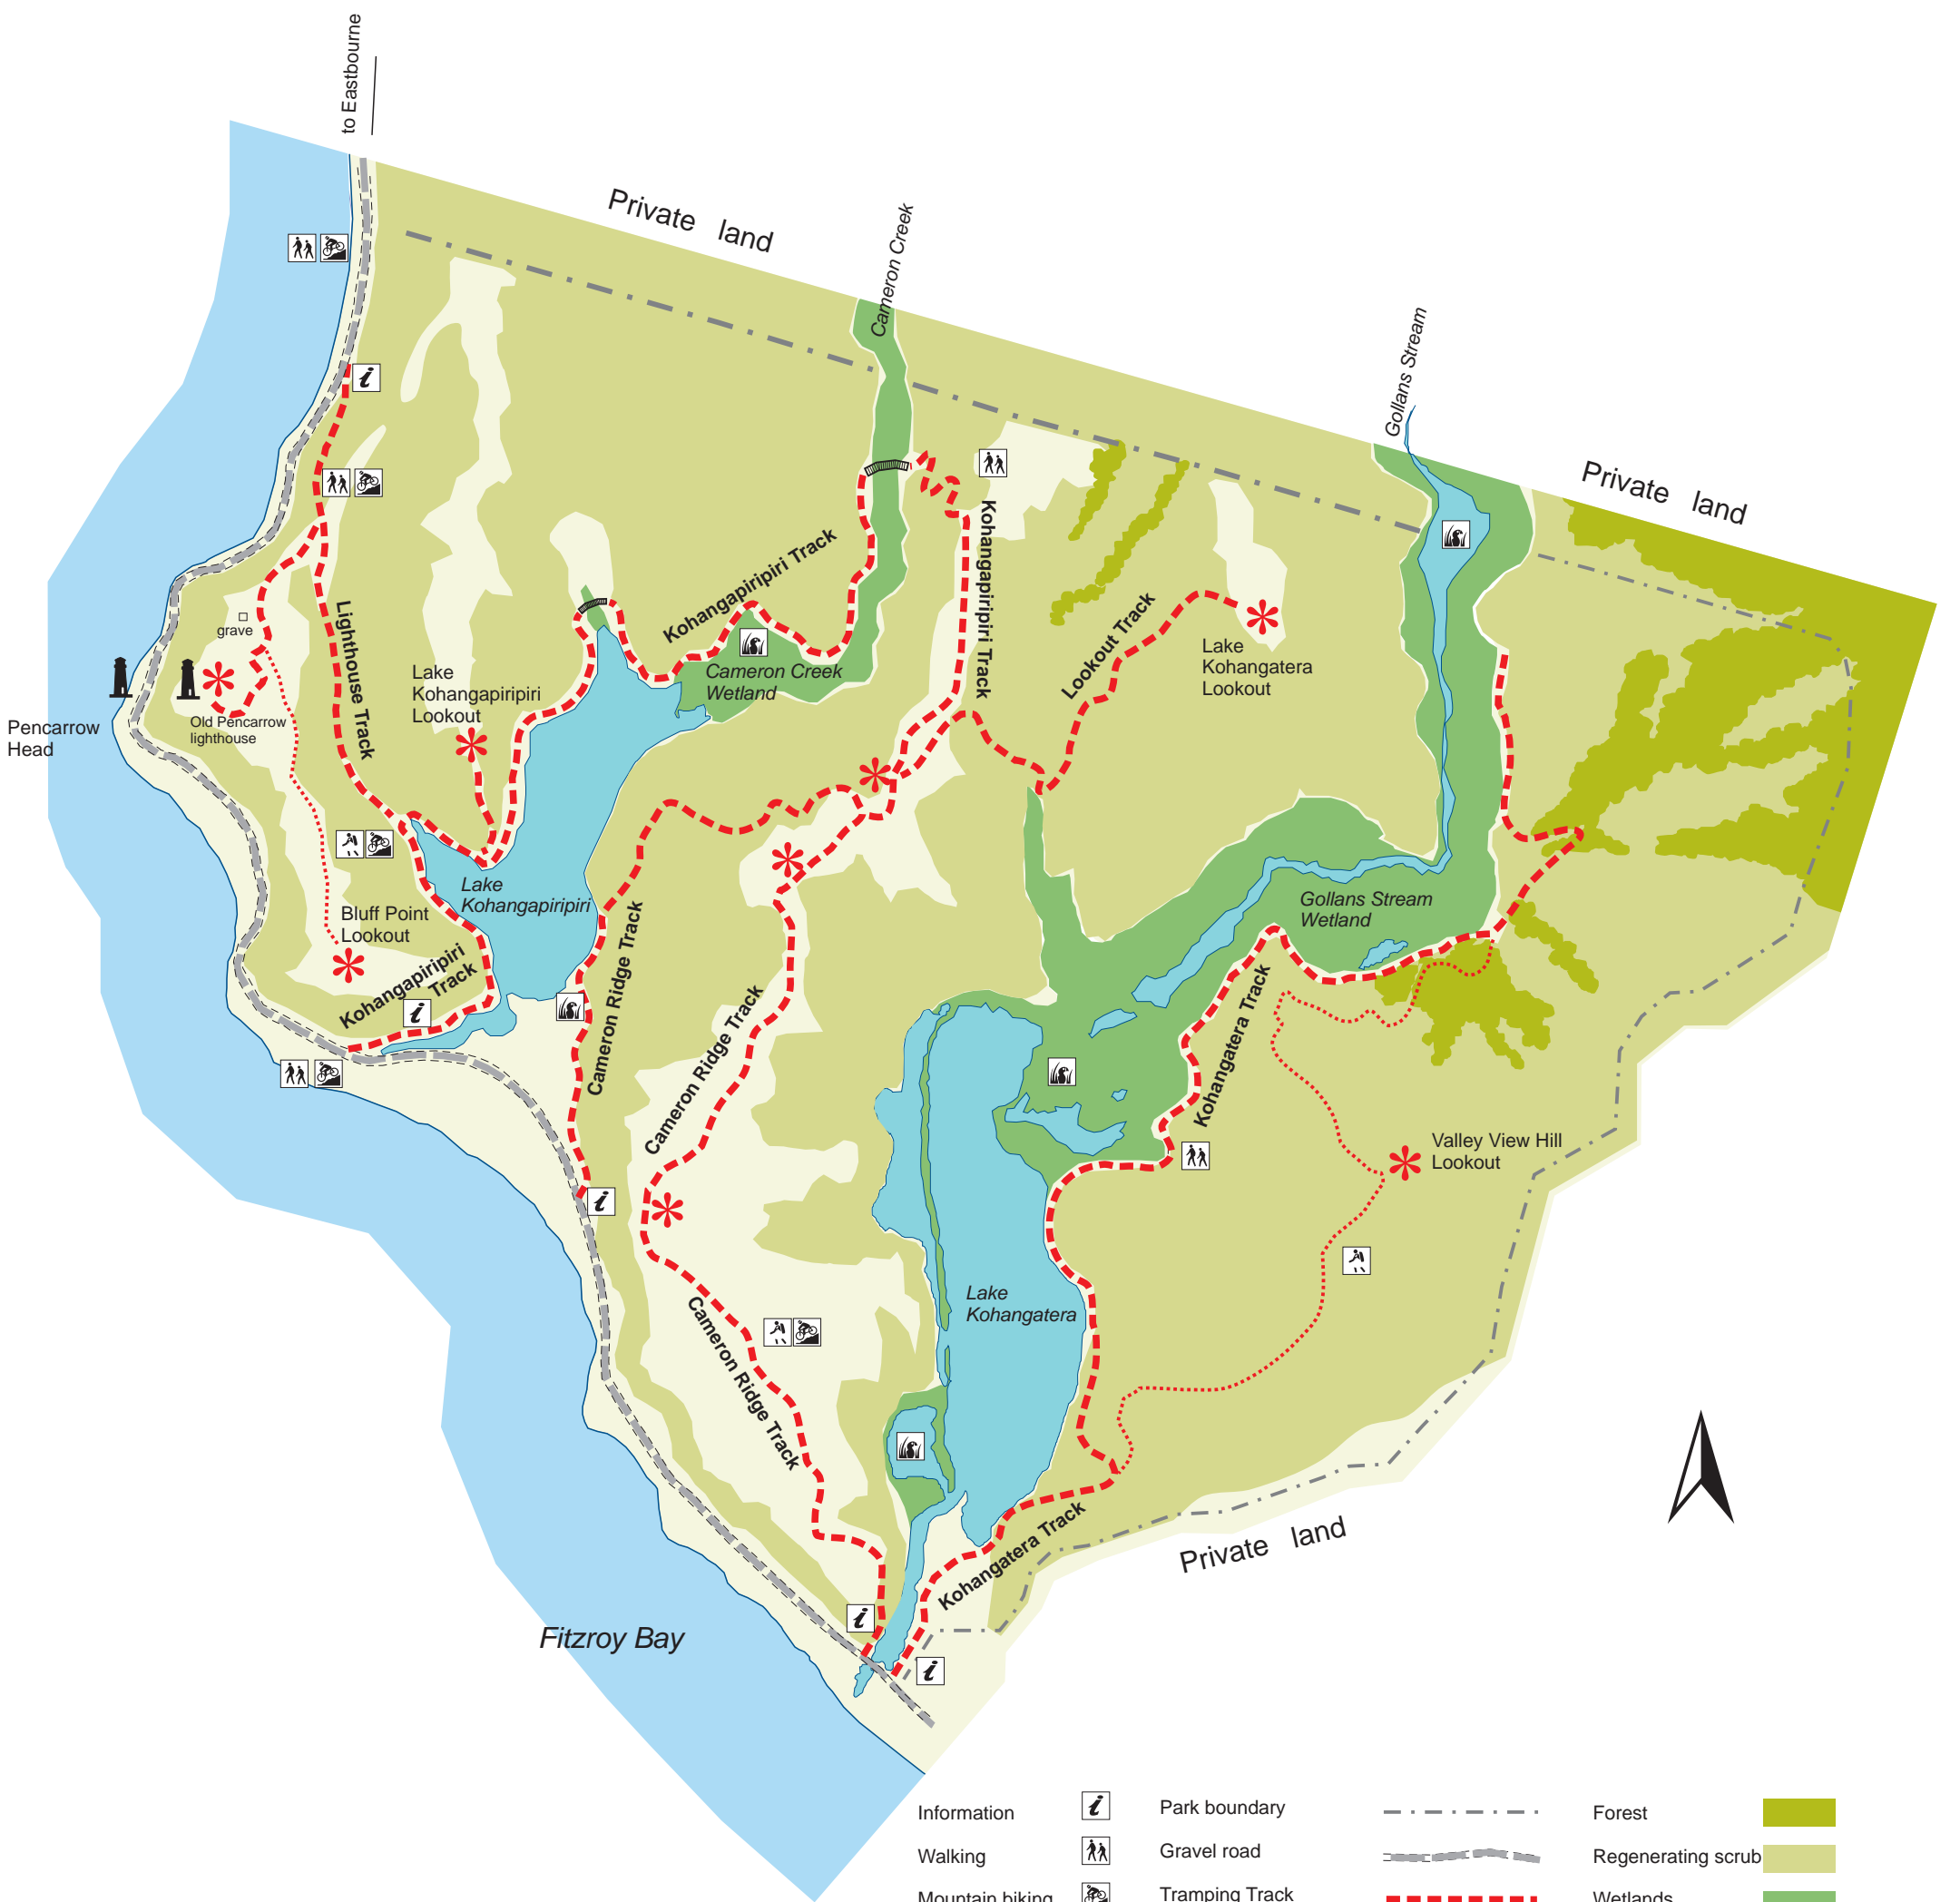 to Eastbourne
Private land
Cameron Creek
Gollans Stream
Private land
Kohangapiripiri Track
Kohangapiripiri Track
Lookout Track
grave
Lighthouse Track
Lake
Kohangapiripiri
Lookout
Cameron Creek
Wetland
Lake
Kohangatera
Lookout
Pencarrow
Head
Old Pencarrow
lighthouse
Lake
Kohangapiripiri
Bluff Point
Lookout
Gollans Stream
Wetland
Kohangapiripiri
Track
Cameron Ridge Track
Cameron Ridge Track
Kohangatera Track
Valley View Hill
Lookout
Lake
Kohangatera
Cameron Ridge Track
Kohangatera Track
Private land
Fitzroy Bay
i
i
i
i
i
Information
i
Park boundary
Forest
Walking
Gravel road
Regenerating scrub
Mountain biking
Tramping Track
Wetlands